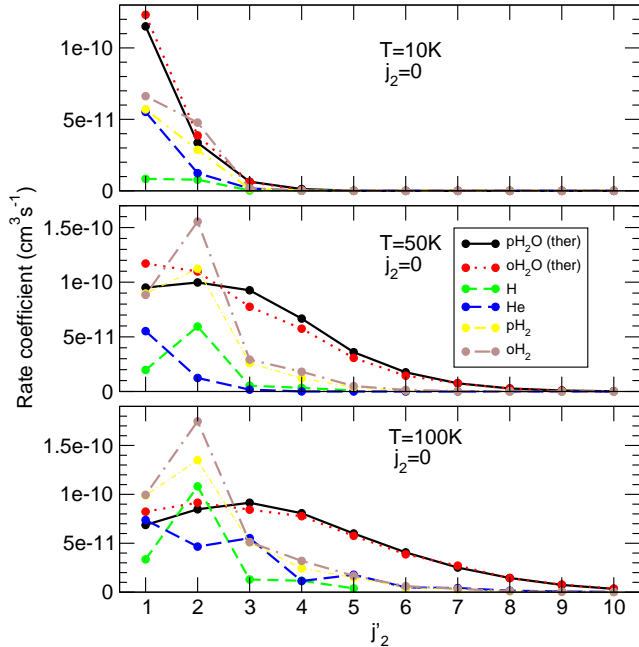 1e-10
5e-11
0
T=10K
j₂=0
1.5e-10
1e-10
5e-11
0
T=50K
j₂=0
pH₂O (ther)
oH₂O (ther)
H
He
pH₂
oH₂
Rate coefficient (cm³s⁻¹)
1.5e-10
1e-10
5e-11
0
T=100K
j₂=0
1 2 3 4 5 6 7 8 9 10
j'₂